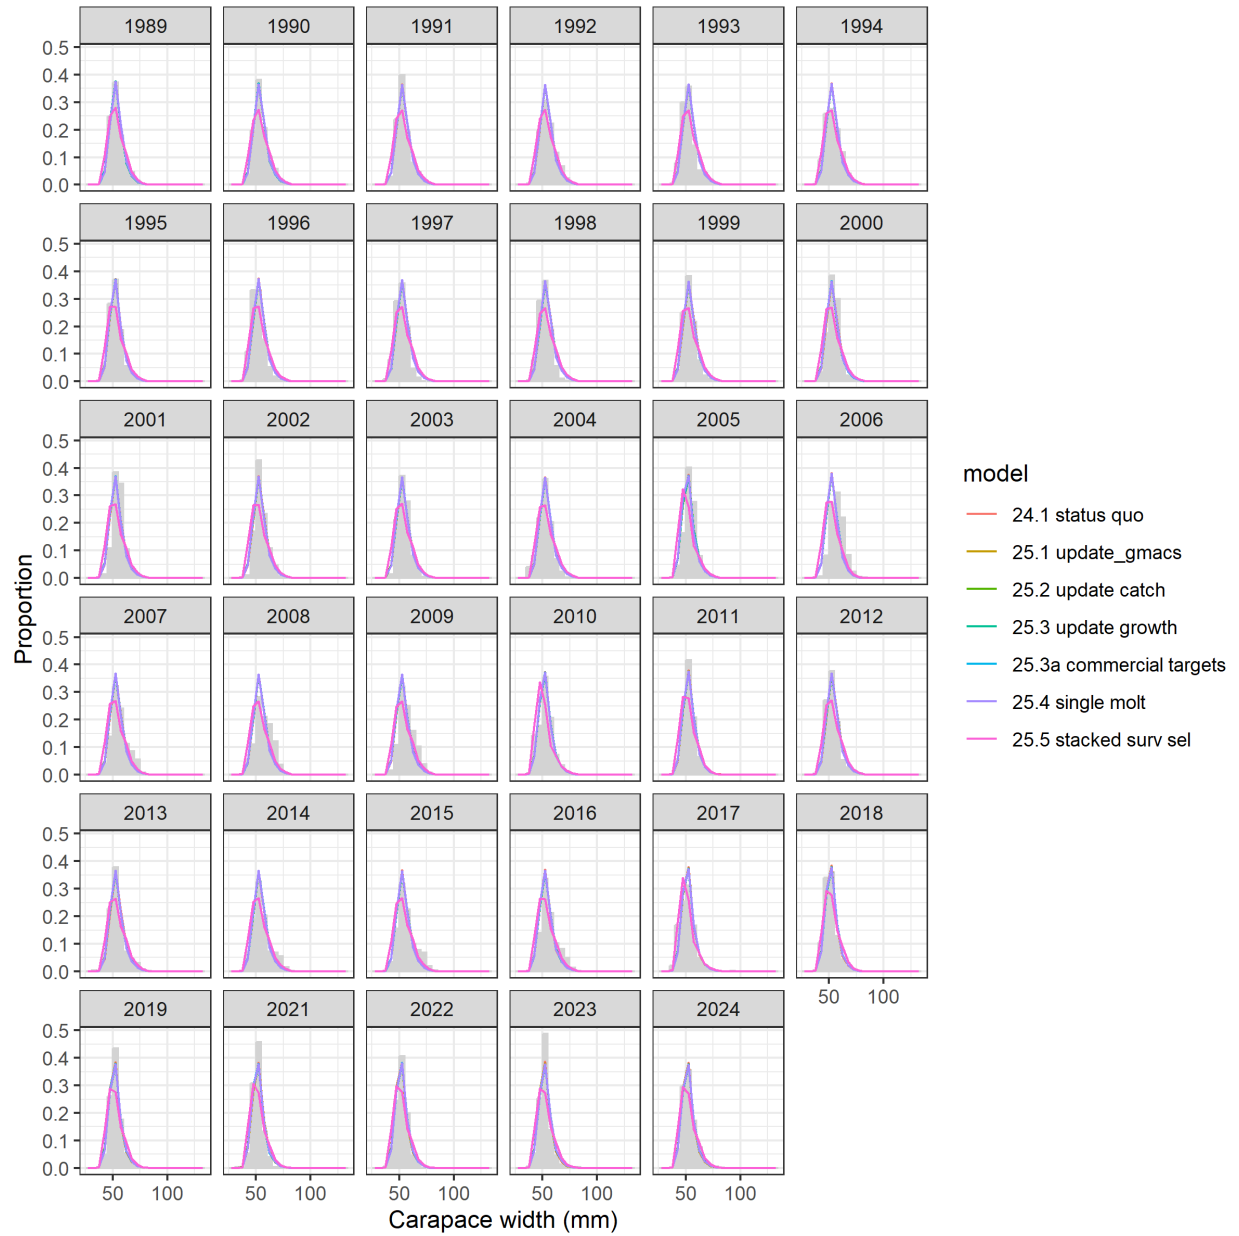 1989 1990 1991 1992 1993 1994
0.5
0.4
0.3
0.2
0.1
0.0
1995 1996 1997 1998 1999 2000
0.5
0.4
0.3
0.2
0.1
0.0
2001 2002 2003 2004 2005 2006
0.5
0.4
0.3
0.2
0.1
0.0
2007 2008 2009 2010 2011 2012
0.5
0.4
0.3
0.2
0.1
0.0
2013 2014 2015 2016 2017 2018
0.5
0.4
0.3
0.2
0.1
0.0
50 100
2019 2021 2022 2023 2024
0.5
0.4
0.3
0.2
0.1
0.0
50 100 50 100 50 100 50 100 50 100
Carapace width (mm)
Proportion
model
24.1 status quo
25.1 update_gmacs
25.2 update catch
25.3 update growth
25.3a commercial targets
25.4 single molt
25.5 stacked surv sel